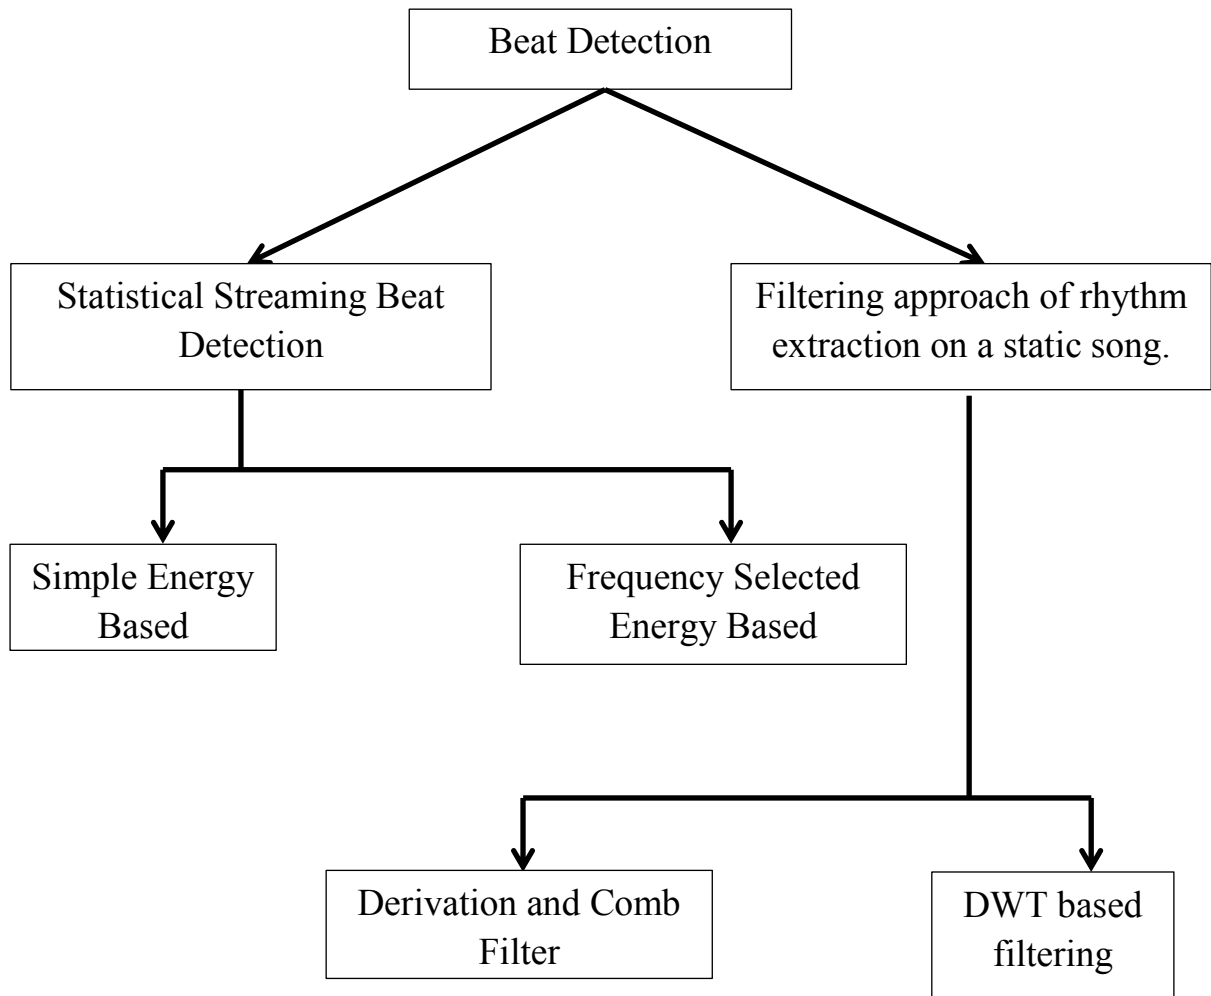 Beat Detection
Statistical Streaming Beat
Detection
Filtering approach of rhythm
extraction on a static song.
Simple Energy
Based
Frequency Selected
Energy Based
Derivation and Comb
Filter
DWT based
filtering